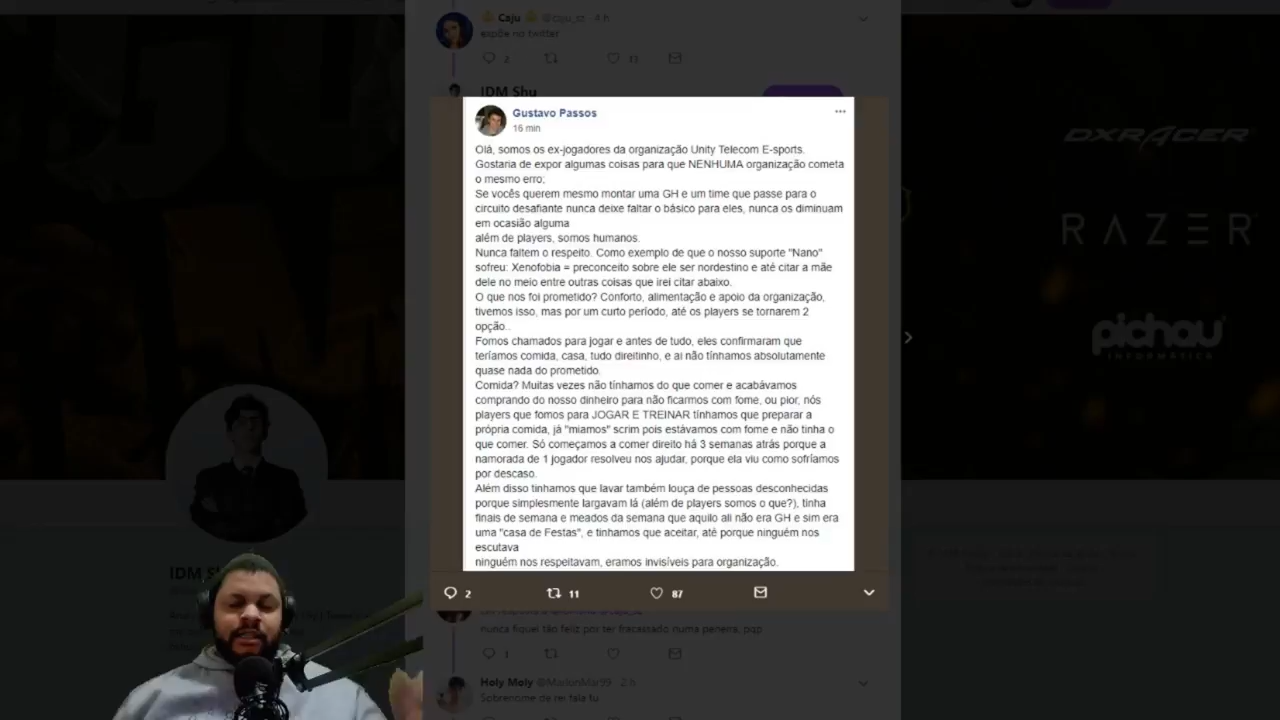 Caju @caju_sz · 4 h
expõe no twitter
2 11
IDM Shu
Gustavo Passos
16 min
Olá, somos os ex-jogadores da organização Unity Telecom E-sports.
Gostaria de expor algumas coisas para que NENHUMA organização cometa
o mesmo erro;
Se vocês querem mesmo montar uma GH e um time que passe para o
circuito desafiante nunca deixe faltar o básico para eles, nunca os diminuam
em ocasião alguma
além de players, somos humanos.
Nunca faltem o respeito. Como exemplo de que o nosso suporte "Nano"
sofreu: Xenofobia = preconceito sobre ele ser nordestino e até citar a mãe
dele no meio entre outras coisas que irei citar abaixo.
O que nos foi prometido? Conforto, alimentação e apoio da organização,
tivemos isso, mas por um curto período, até os players se tornarem 2
opção..
Fomos chamados para jogar e antes de tudo, eles confirmaram que
teríamos comida, casa, tudo direitinho, e ai não tínhamos absolutamente
quase nada do prometido.
Comida? Muitas vezes não tínhamos do que comer e acabávamos
comprando do nosso dinheiro para não ficarmos com fome, ou pior, nós
players que fomos para JOGAR E TREINAR tínhamos que preparar a
própria comida, já "miamos" scrim pois estávamos com fome e não tinha o
que comer. Só começamos a comer direito há 3 semanas atrás porque a
namorada de 1 jogador resolveu nos ajudar, porque ela viu como sofríamos
por descaso.
Além disso tinhamos que lavar também louça de pessoas desconhecidas
porque simplesmente largavam lá (além de players somos o que?), tinha
finais de semana e meados da semana que aquilo ali não era GH e sim era
uma "casa de Festas", e tinhamos que aceitar, até porque ninguém nos
escutava
ninguém nos respeitavam, eramos invisíveis para organização.
2 11 87
nunca fiquei tão feliz por ter fracassado numa peneira, pqp
1
Holy Moly @MarlonMar99 · 2 h
Sobrenome de rei fala tu
DXRACER
RAZER
pichau
INFORMÁTICA
IDM S